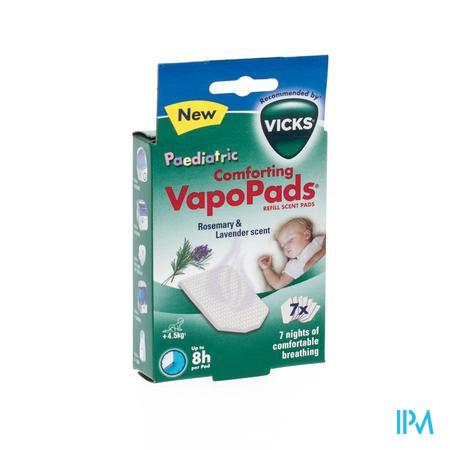 New
Recommended by
VICKS
Paediatric
Comforting
VapoPads®
REFILL SCENT PADS
Rosemary &
Lavender scent
7x
+4.5kg
7 nights of
comfortable
breathing
Up to
8h
per Pad
IPM